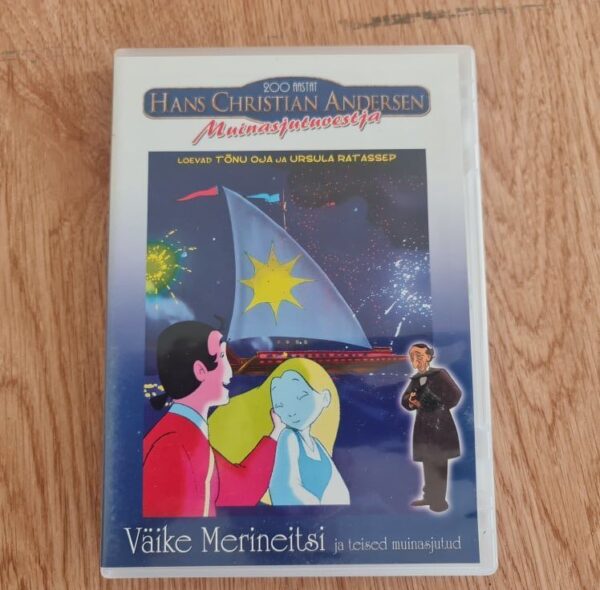 200 AASTAT
HANS CHRISTIAN ANDERSEN
Muinasjutuvestja
LOEVAD TÕNU OJA JA URSULA RATASSEP
Väike Merineitsi ja teised muinasjutud